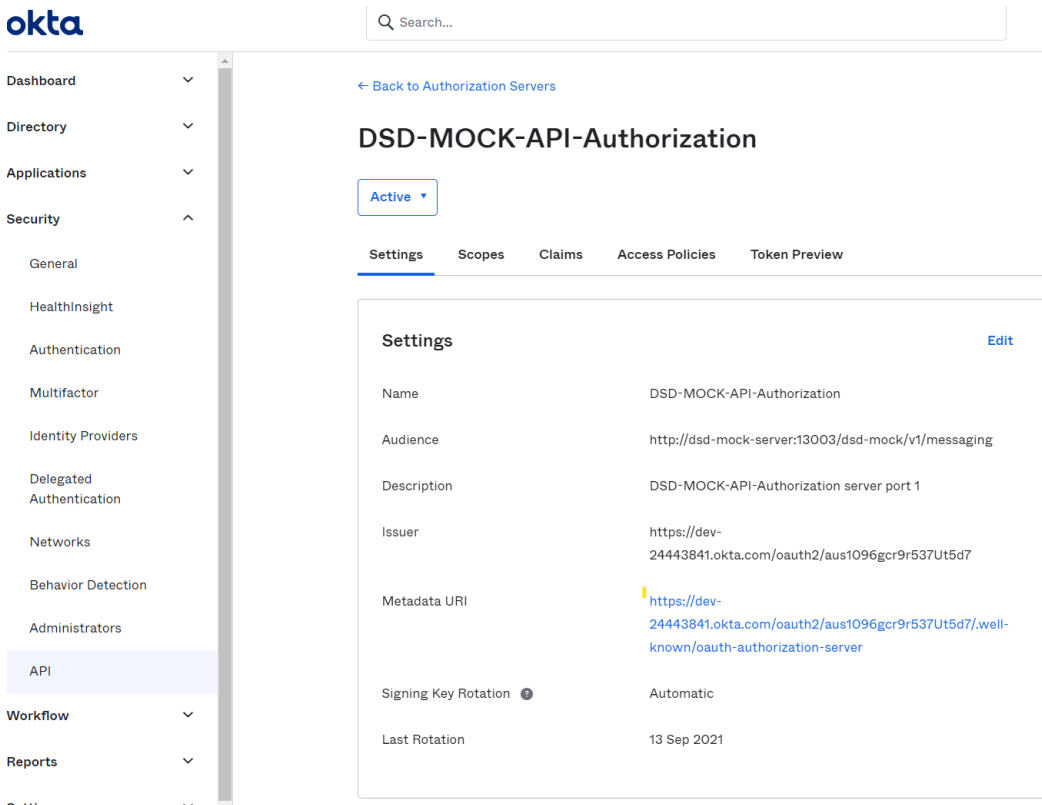 okta
Search...
Dashboard
Directory
Applications
Security
General
HealthInsight
Authentication
Multifactor
Identity Providers
Delegated
Authentication
Networks
Behavior Detection
Administrators
API
Workflow
Reports
← Back to Authorization Servers
DSD-MOCK-API-Authorization
Active
Settings Scopes Claims Access Policies Token Preview
Settings Edit
Name DSD-MOCK-API-Authorization
Audience http://dsd-mock-server:13003/dsd-mock/v1/messaging
Description DSD-MOCK-API-Authorization server port 1
Issuer https://dev-
24443841.okta.com/oauth2/aus1096gcr9r537Ut5d7
Metadata URI https://dev-
24443841.okta.com/oauth2/aus1096gcr9r537Ut5d7/.well-
known/oauth-authorization-server
Signing Key Rotation ? Automatic
Last Rotation 13 Sep 2021